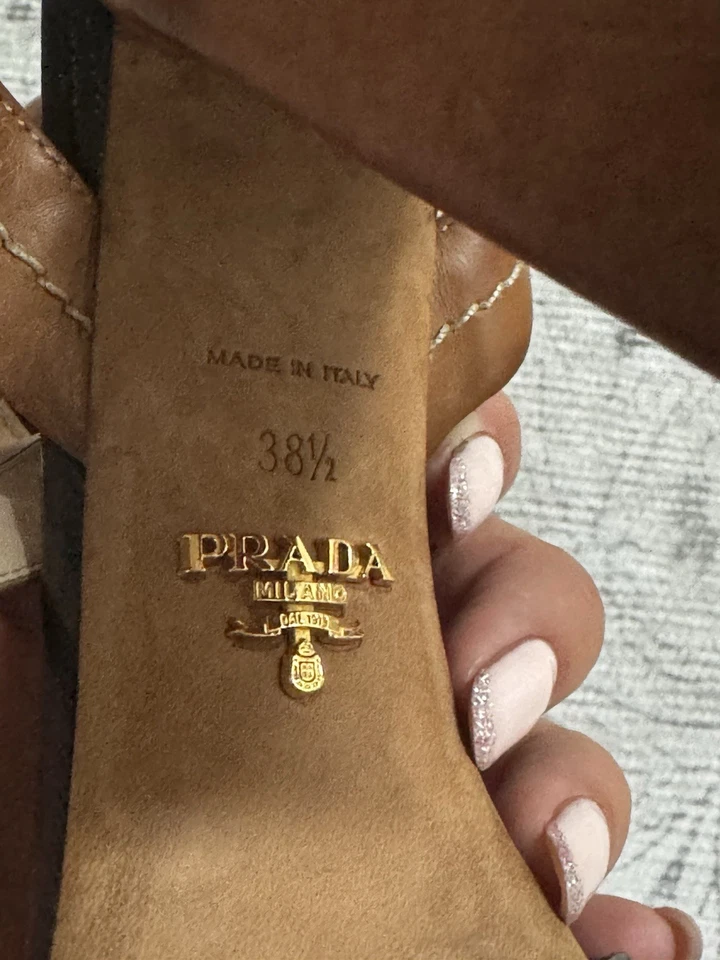 MADE IN ITALY
38½
PRADA
MILANO
DAL 1913